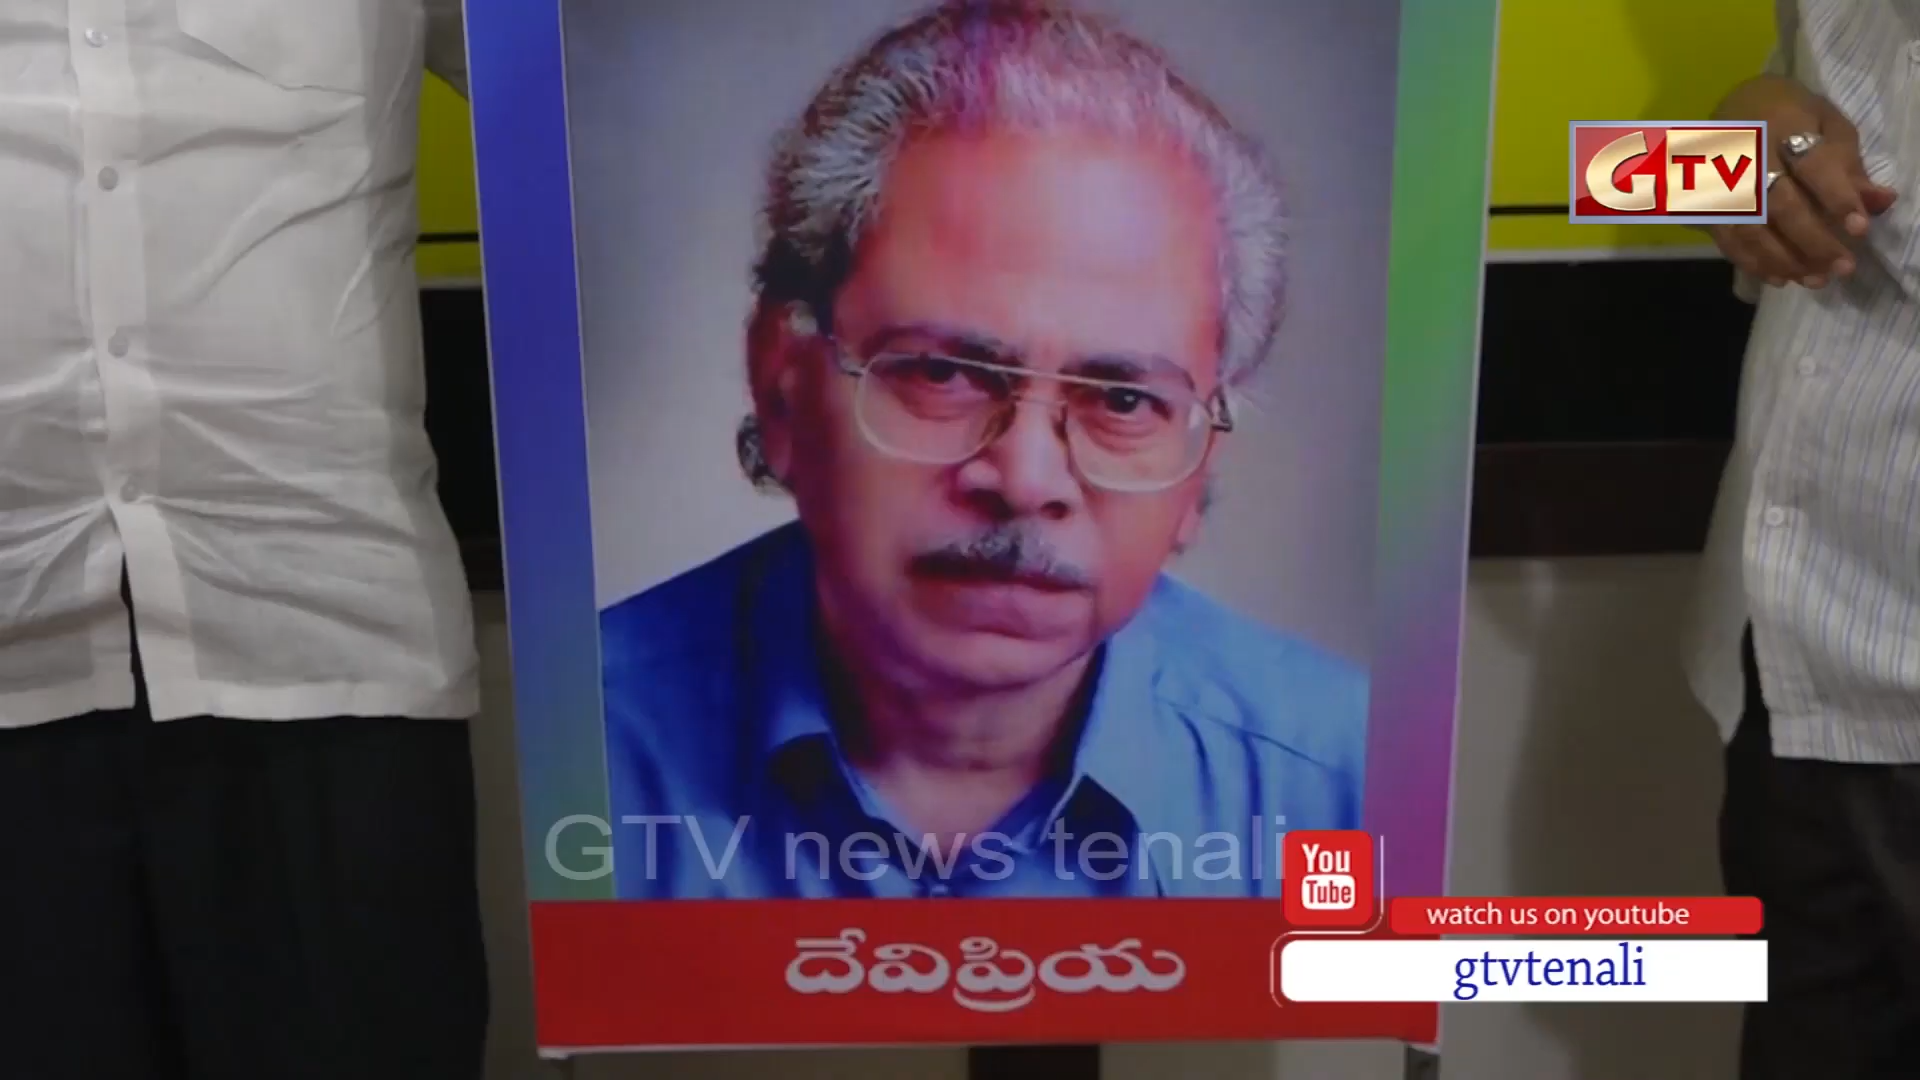 GTV
GTV news tenali
You
Tube
watch us on youtube
దేవిప్రియ
gtvtenali